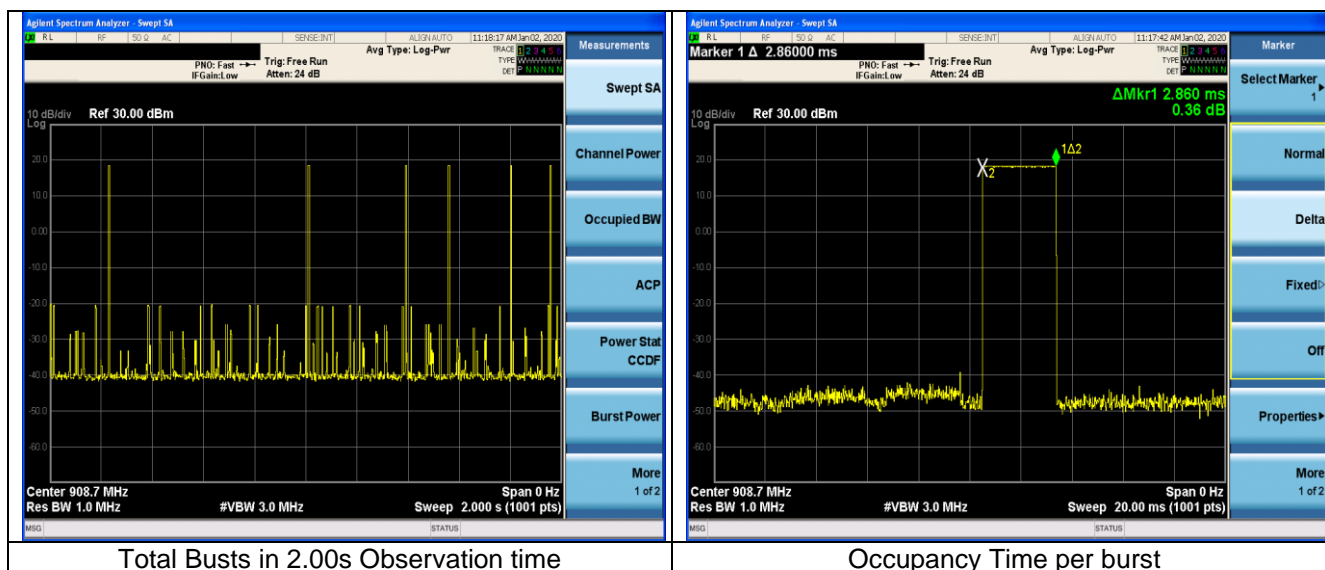 Agilent Spectrum Analyzer - Swept SA
RL RF 50 Ω AC SENSE:INT ALIGN AUTO 11:18:17 AM Jan 02, 2020
Avg Type: Log-Pwr
TRACE 1 2 3 4 5 6
TYPE
DET P N N N N N
PNO: Fast
IFGain:Low
Trig: Free Run
Atten: 24 dB
10 dB/div Ref 30.00 dBm
Log
20.0
10.0
0.00
-10.0
-20.0
-30.0
-40.0
-50.0
-60.0
Center 908.7 MHz Span 0 Hz
Res BW 1.0 MHz #VBW 3.0 MHz Sweep 2.000 s (1001 pts)
MSG STATUS
Measurements
Swept SA
Channel Power
Occupied BW
ACP
Power Stat
CCDF
Burst Power
More
1 of 2
Total Busts in 2.00s Observation time
Agilent Spectrum Analyzer - Swept SA
RL RF 50 Ω AC SENSE:INT ALIGN AUTO 11:17:42 AM Jan 02, 2020
Marker 1 Δ 2.86000 ms
Avg Type: Log-Pwr
TRACE 1 2 3 4 5 6
TYPE
DET P N N N N N
PNO: Fast
IFGain:Low
Trig: Free Run
Atten: 24 dB
ΔMkr1 2.860 ms
0.36 dB
10 dB/div Ref 30.00 dBm
Log
1Δ2
X2
20.0
10.0
0.00
-10.0
-20.0
-30.0
-40.0
-50.0
-60.0
Center 908.7 MHz Span 0 Hz
Res BW 1.0 MHz #VBW 3.0 MHz Sweep 20.00 ms (1001 pts)
MSG STATUS
Marker
Select Marker
1
Normal
Delta
Fixed
Off
Properties
More
1 of 2
Occupancy Time per burst